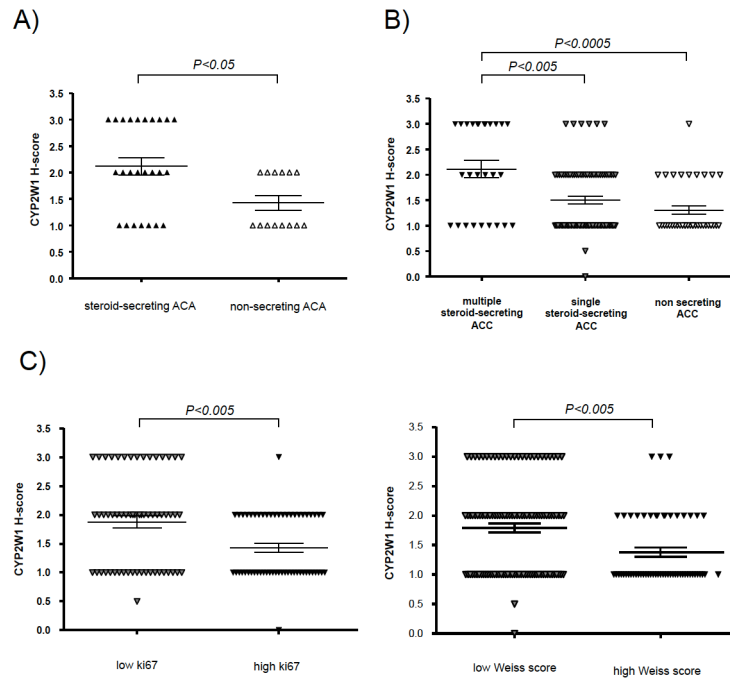 A)
P<0.05
CYP2W1 H-score
3.5
3.0
2.5
2.0
1.5
1.0
0.5
0.0
steroid-secreting ACA
non-secreting ACA
B)
P<0.0005
P<0.005
CYP2W1 H-score
3.5
3.0
2.5
2.0
1.5
1.0
0.5
0.0
multiple
steroid-secreting
ACC
single
steroid-secreting
ACC
non secreting
ACC
C)
P<0.005
CYP2W1 H-score
3.5
3.0
2.5
2.0
1.5
1.0
0.5
0.0
low ki67
high ki67
P<0.005
CYP2W1 H-score
3.5
3.0
2.5
2.0
1.5
1.0
0.5
0.0
low Weiss score
high Weiss score